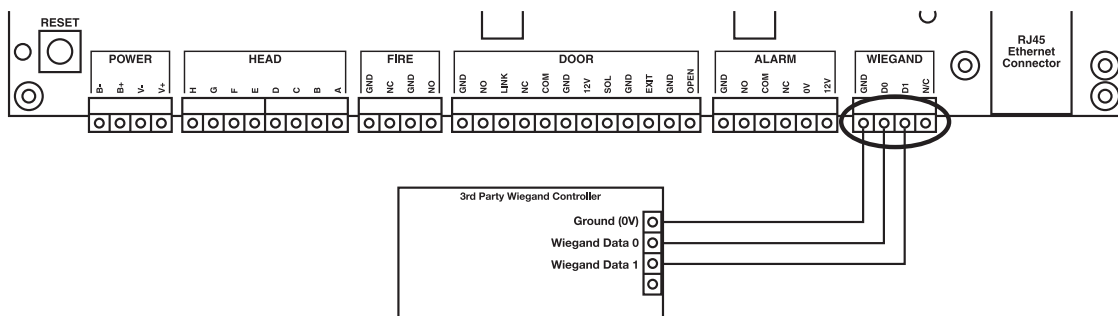 RESET
POWER
HEAD
FIRE
DOOR
ALARM
WIEGAND
RJ45
Ethernet
Connector
B- B+ V- V+
H G F E D C B A
GND NC GND NO
GND NO LINK NC COM GND 12V SOL GND EXIT GND OPEN
GND NO COM NC 0V 12V
GND D0 D1 N/C
3rd Party Wiegand Controller
Ground (0V)
Wiegand Data 0
Wiegand Data 1